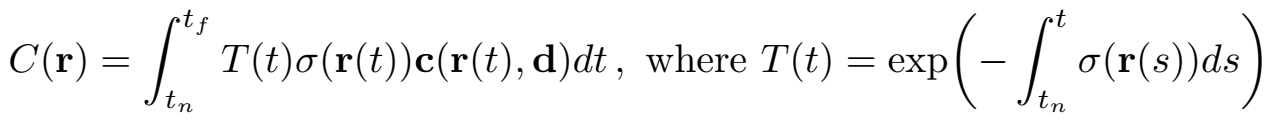 C(𝐫) = ∫_{t_n}^{t_f} T(t)σ(𝐫(t))𝐜(𝐫(t), 𝐝)dt , where T(t) = exp(−∫_{t_n}^{t} σ(𝐫(s))ds)